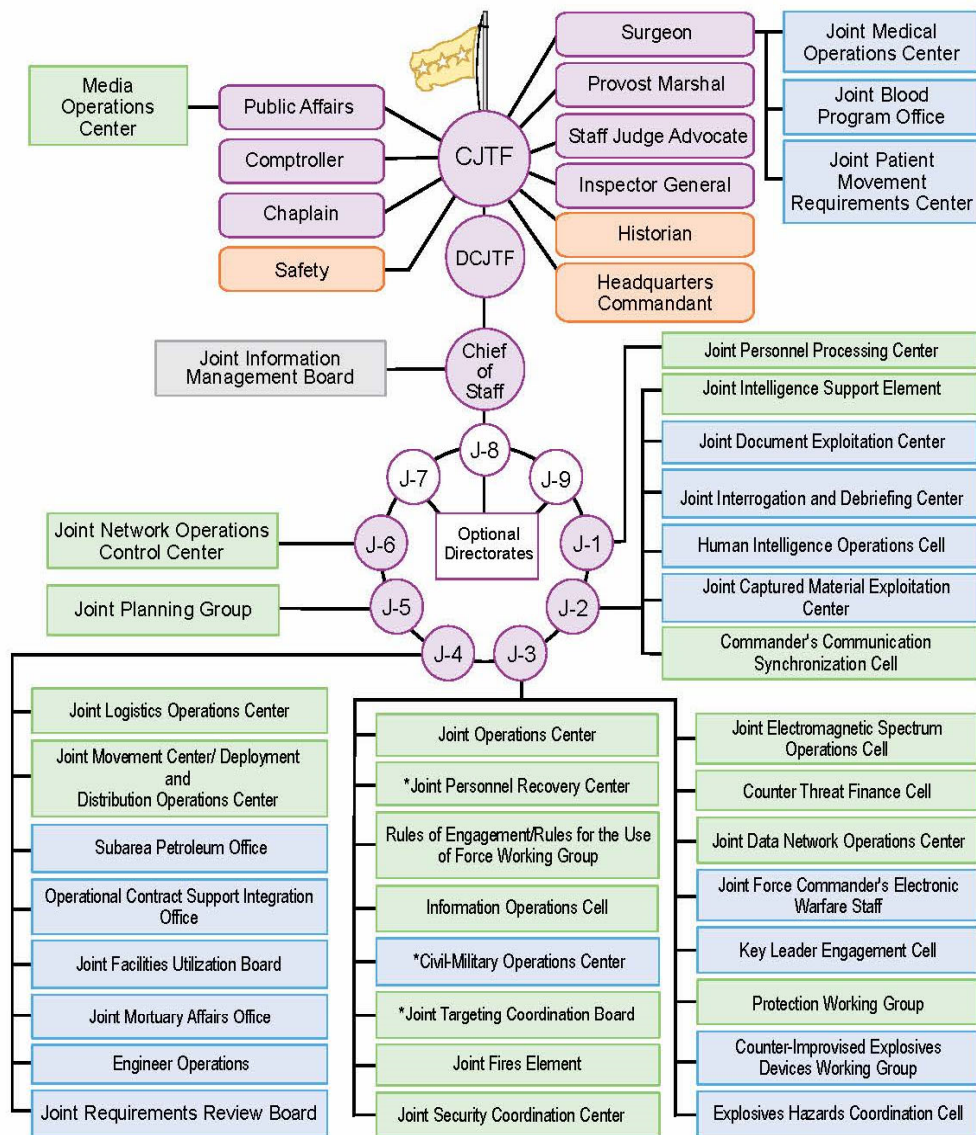 Surgeon
Joint Medical
Operations Center
Media
Operations
Center
Public Affairs
Provost Marshal
Joint Blood
Program Office
Comptroller
CJTF
Staff Judge Advocate
Joint Patient
Movement
Requirements Center
Chaplain
Inspector General
Safety
DCJTF
Historian
Headquarters
Commandant
Joint Information
Management Board
Chief
of
Staff
Joint Personnel Processing Center
Joint Intelligence Support Element
Joint Document Exploitation Center
Joint Interrogation and Debriefing Center
Human Intelligence Operations Cell
Joint Captured Material Exploitation
Center
Commander's Communication
Synchronization Cell
J-8
J-7
J-9
Optional
Directorates
J-6
J-1
J-5
J-2
J-4
J-3
Joint Network Operations
Control Center
Joint Planning Group
Joint Logistics Operations Center
Joint Movement Center/ Deployment
and
Distribution Operations Center
Subarea Petroleum Office
Operational Contract Support Integration
Office
Joint Facilities Utilization Board
Joint Mortuary Affairs Office
Engineer Operations
Joint Requirements Review Board
Joint Operations Center
*Joint Personnel Recovery Center
Rules of Engagement/Rules for the Use
of Force Working Group
Information Operations Cell
*Civil-Military Operations Center
*Joint Targeting Coordination Board
Joint Fires Element
Joint Security Coordination Center
Joint Electromagnetic Spectrum
Operations Cell
Counter Threat Finance Cell
Joint Data Network Operations Center
Joint Force Commander's Electronic
Warfare Staff
Key Leader Engagement Cell
Protection Working Group
Counter-Improvised Explosives
Devices Working Group
Explosives Hazards Coordination Cell